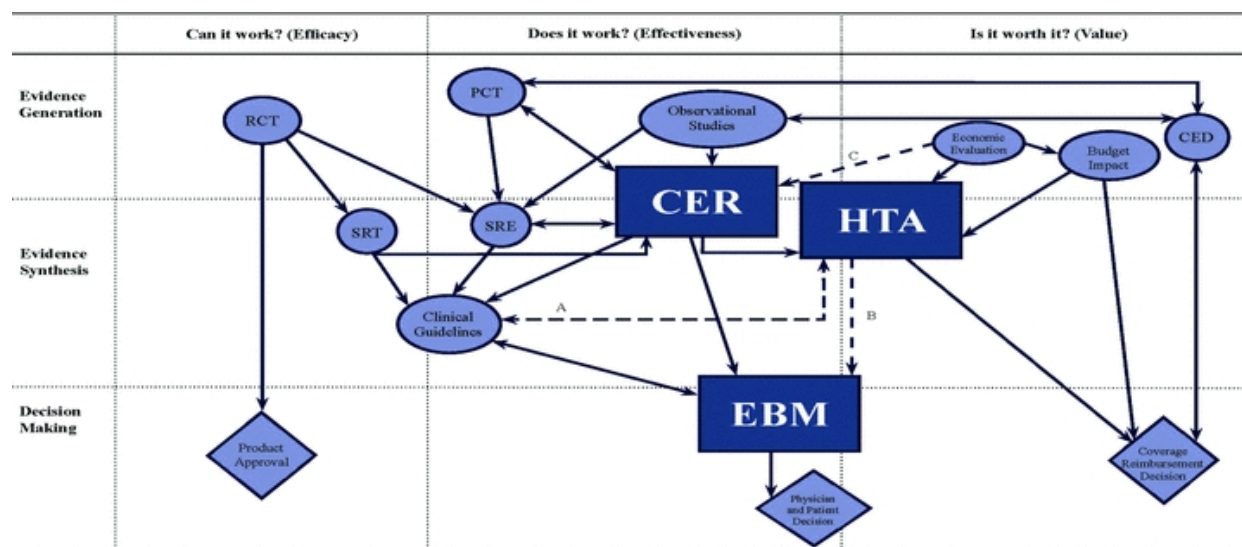 Can it work? (Efficacy)
Does it work? (Effectiveness)
Is it worth it? (Value)
Evidence
Generation
RCT
PCT
Observational
Studies
Economic
Evaluation
Budget
Impact
CED
C
CER
HTA
Evidence
Synthesis
SRT
SRE
Clinical
Guidelines
A
B
Decision
Making
EBM
Product
Approval
Physician
and Patient
Decision
Coverage
Reimbursement
Decision